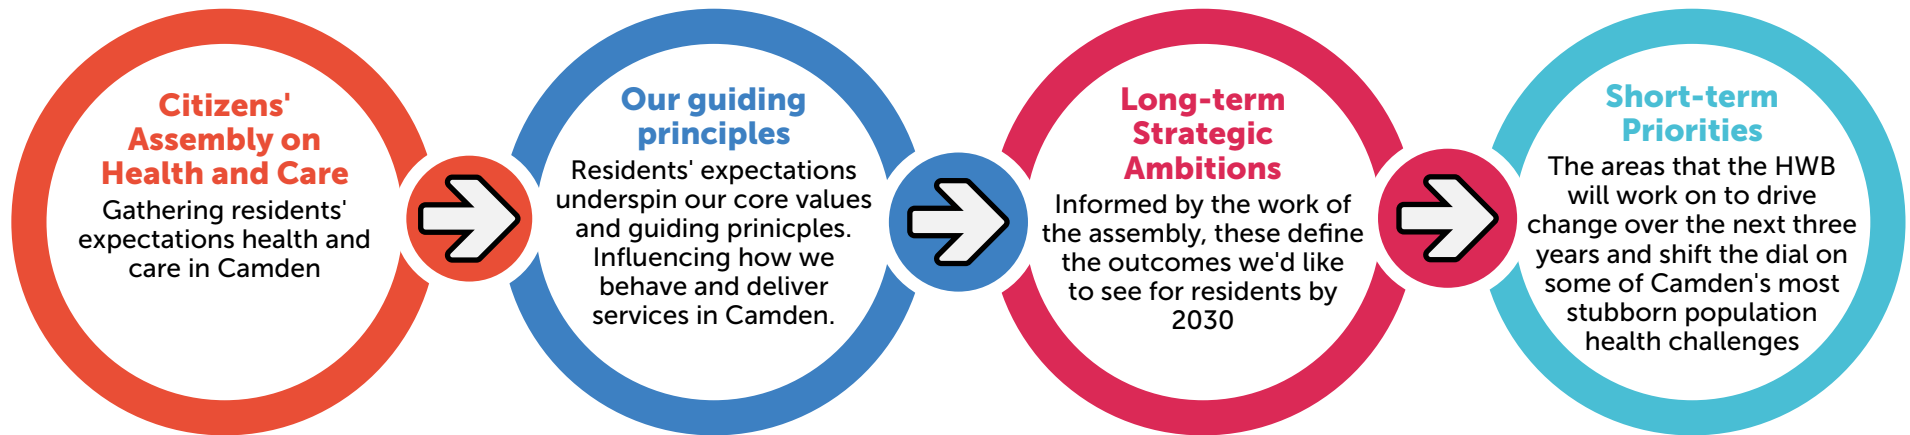 Citizens'
Assembly on
Health and Care
Gathering residents'
expectations health and
care in Camden
Our guiding
principles
Residents' expectations
underspin our core values
and guiding prinicples.
Influencing how we
behave and deliver
services in Camden.
Long-term
Strategic
Ambitions
Informed by the work of
the assembly, these define
the outcomes we'd like
to see for residents by
2030
Short-term
Priorities
The areas that the HWB
will work on to drive
change over the next three
years and shift the dial on
some of Camden's most
stubborn population
health challenges